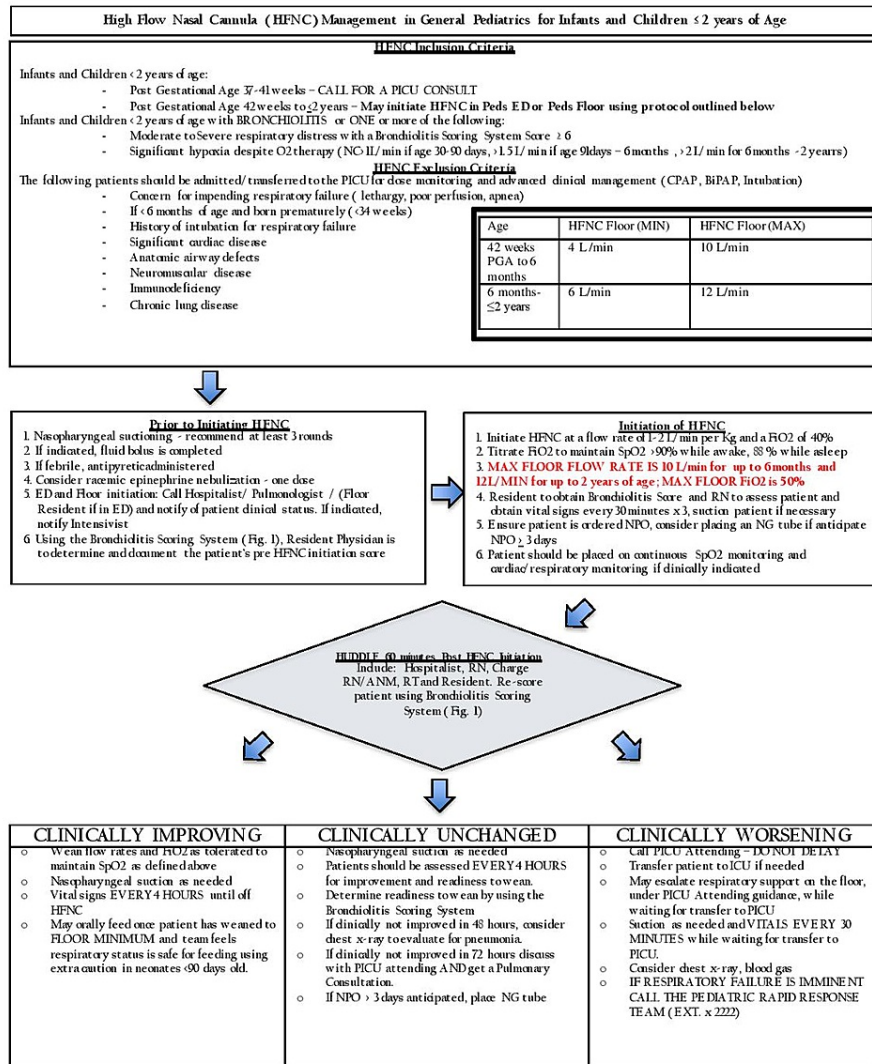 High Flow Nasal Cannula (HFNC) Management in General Pediatrics for Infants and Children ≤ 2 years of Age
HFNC Inclusion Criteria
Infants and Children < 2 years of age:
- Post Gestational Age 37-41 weeks – CALL FOR A PICU CONSULT
- Post Gestational Age 42 weeks to ≤2 years – May initiate HFNC in Peds ED or Peds Floor using protocol outlined below
Infants and Children < 2 years of age with BRONCHIOLITIS or ONE or more of the following:
- Moderate to Severe respiratory distress with a Bronchiolitis Scoring System Score ≥ 6
- Significant hypoxia despite O2 therapy (NC >1L/min if age 30-90 days, >1.5 L/min if age 91days – 6 months , >2 L/min for 6 months - 2 years)
HFNC Exclusion Criteria
The following patients should be admitted/transferred to the PICU for close monitoring and advanced clinical management (CPAP, BiPAP, Intubation)
- Concern for impending respiratory failure (lethargy, poor perfusion, apnea)
- If <6 months of age and born prematurely (<34 weeks)
- History of intubation for respiratory failure
- Significant cardiac disease
- Anatomic airway defects
- Neuromuscular disease
- Immunodeficiency
- Chronic lung disease
Age HFNC Floor (MIN) HFNC Floor (MAX)
42 weeks 4 L/min 10 L/min
PGA to 6
months
6 months- 6 L/min 12 L/min
≤2 years
Prior to Initiating HFNC
1. Nasopharyngeal suctioning - recommend at least 3 rounds
2. If indicated, fluid bolus is completed
3. If febrile, antipyretic administered
4. Consider racemic epinephrine nebulization - one dose
5. ED and Floor initiation: Call Hospitalist/ Pulmonologist / (Floor
Resident if in ED) and notify of patient clinical status. If indicated,
notify Intensivist
6. Using the Bronchiolitis Scoring System (Fig. 1), Resident Physician is
to determine and document the patient's pre HFNC initiation score
Initiation of HFNC
1. Initiate HFNC at a flow rate of 1-2 L/min per Kg and a FiO2 of 40%
2. Titrate FiO2 to maintain SpO2 >90% while awake, 88 % while asleep
3. MAX FLOOR FLOW RATE IS 10 L/min for up to 6 months and
12 L/MIN for up to 2 years of age; MAX FLOOR FiO2 is 50%
4. Resident to obtain Bronchiolitis Score and RN to assess patient and
obtain vital signs every 30 minutes x 3, suction patient if necessary
5. Ensure patient is ordered NPO, consider placing an NG tube if anticipate
NPO ≥ 3 days
6. Patient should be placed on continuous SpO2 monitoring and
cardiac/respiratory monitoring if clinically indicated
HUDDLE 60 minutes Post HFNC Initiation
Include: Hospitalist, RN, Charge
RN/ANM, RT and Resident. Re-score
patient using Bronchiolitis Scoring
System (Fig. 1)
CLINICALLY IMPROVING
o Wean flow rates and FiO2 as tolerated to
maintain SpO2 as defined above
o Nasopharyngeal suction as needed
o Vital signs EVERY 4 HOURS until off
HFNC
o May orally feed once patient has weaned to
FLOOR MINIMUM and team feels
respiratory status is safe for feeding using
extra caution in neonates <90 days old.
CLINICALLY UNCHANGED
o Nasopharyngeal suction as needed
o Patients should be assessed EVERY 4 HOURS
for improvement and readiness to wean.
o Determine readiness to wean by using the
Bronchiolitis Scoring System
o If clinically not improved in 48 hours, consider
chest x-ray to evaluate for pneumonia.
o If clinically not improved in 72 hours discuss
with PICU attending AND get a Pulmonary
Consultation.
o If NPO > 3 days anticipated, place NG tube
CLINICALLY WORSENING
o Call PICU Attending – DO NOT DELAY
o Transfer patient to ICU if needed
o May escalate respiratory support on the floor,
under PICU Attending guidance, while
waiting for transfer to PICU
o Suction as needed and VITALS EVERY 30
MINUTES while waiting for transfer to
PICU.
o Consider chest x-ray, blood gas
o IF RESPIRATORY FAILURE IS IMMINENT
CALL THE PEDIATRIC RAPID RESPONSE
TEAM (EXT. x 2222)